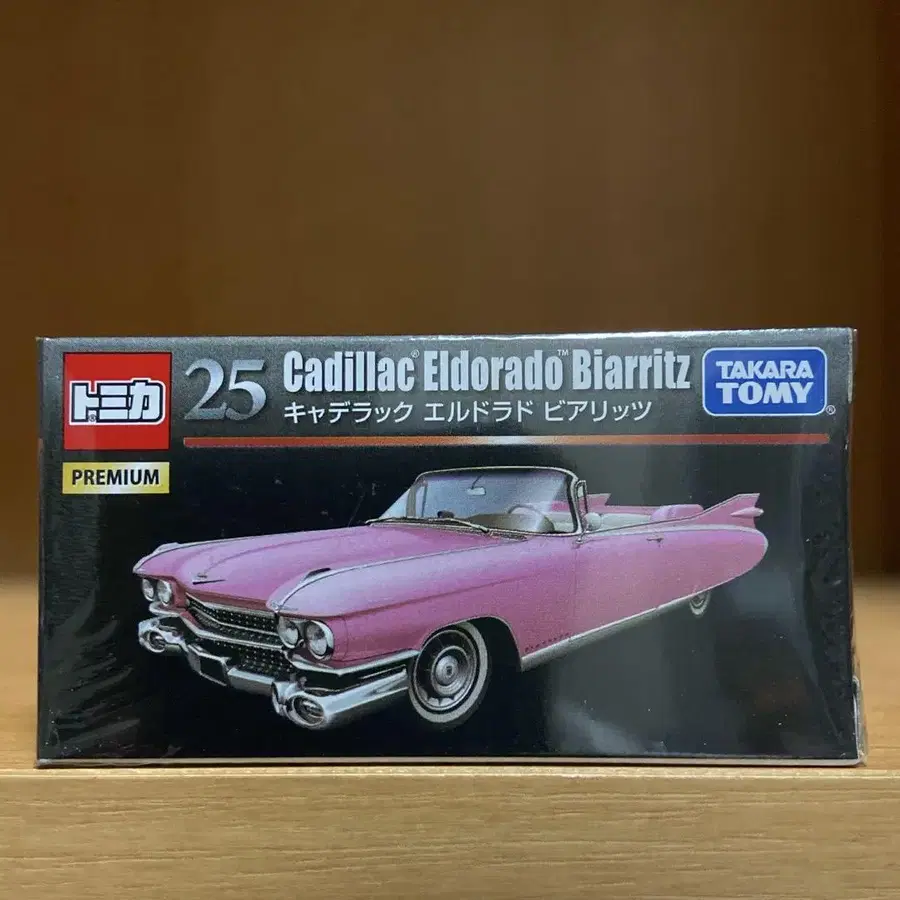 トミカ
PREMIUM
25 Cadillac® Eldorado™ Biarritz
キャデラック エルドラド ビアリッツ
TAKARA
TOMY®